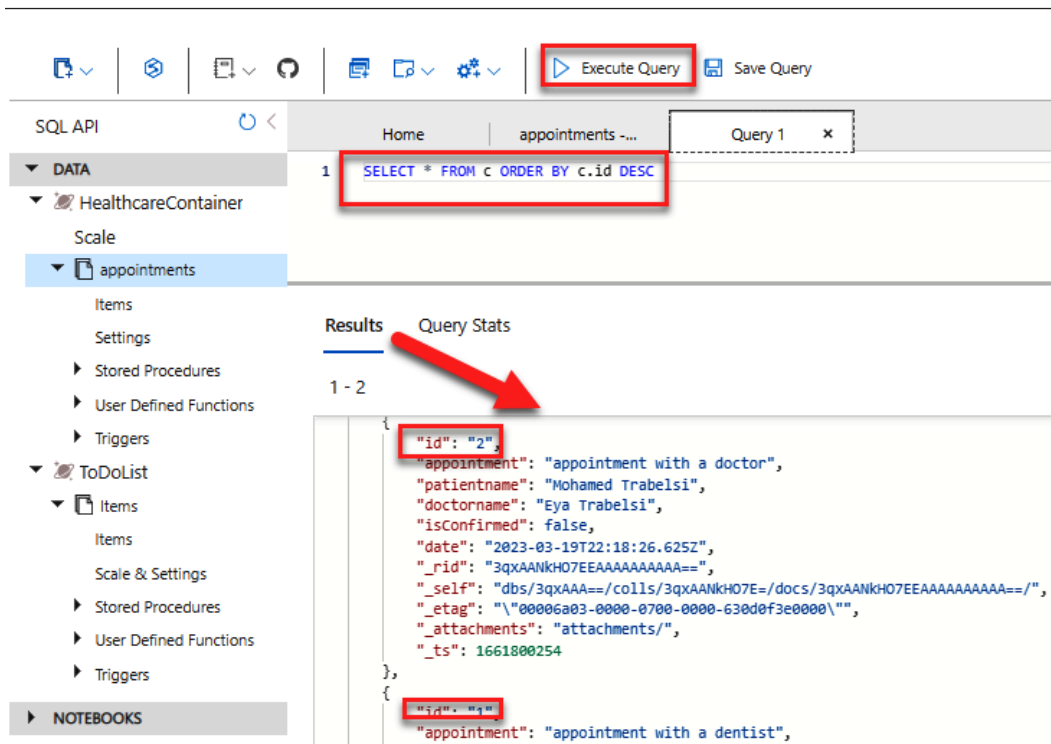 Execute Query
Save Query
SQL API
DATA
HealthcareContainer
Scale
appointments
Items
Settings
Stored Procedures
User Defined Functions
Triggers
ToDoList
Items
Items
Scale & Settings
Stored Procedures
User Defined Functions
Triggers
NOTEBOOKS
Home
appointments -...
Query 1
1 SELECT * FROM c ORDER BY c.id DESC
Results
Query Stats
1 - 2
{
"id": "2",
"appointment": "appointment with a doctor",
"patientname": "Mohamed Trabelsi",
"doctorname": "Eya Trabelsi",
"isConfirmed": false,
"date": "2023-03-19T22:18:26.625Z",
"_rid": "3qxAANkHO7EEAAAAAAAAAA==",
"_self": "dbs/3qxAAA==/colls/3qxAANkHO7E=/docs/3qxAANkHO7EEAAAAAAAAAA==/",
"_etag": "\"00006a03-0000-0700-0000-630d0f3e0000\"",
"_attachments": "attachments/",
"_ts": 1661800254
},
{
"id": "1",
"appointment": "appointment with a dentist",